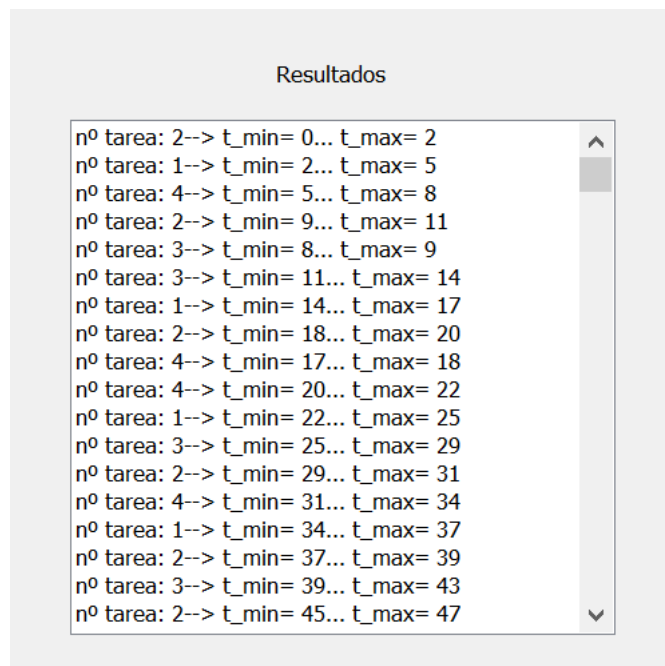 Resultados
nº tarea: 2--> t_min= 0... t_max= 2
nº tarea: 1--> t_min= 2... t_max= 5
nº tarea: 4--> t_min= 5... t_max= 8
nº tarea: 2--> t_min= 9... t_max= 11
nº tarea: 3--> t_min= 8... t_max= 9
nº tarea: 3--> t_min= 11... t_max= 14
nº tarea: 1--> t_min= 14... t_max= 17
nº tarea: 2--> t_min= 18... t_max= 20
nº tarea: 4--> t_min= 17... t_max= 18
nº tarea: 4--> t_min= 20... t_max= 22
nº tarea: 1--> t_min= 22... t_max= 25
nº tarea: 3--> t_min= 25... t_max= 29
nº tarea: 2--> t_min= 29... t_max= 31
nº tarea: 4--> t_min= 31... t_max= 34
nº tarea: 1--> t_min= 34... t_max= 37
nº tarea: 2--> t_min= 37... t_max= 39
nº tarea: 3--> t_min= 39... t_max= 43
nº tarea: 2--> t_min= 45... t_max= 47